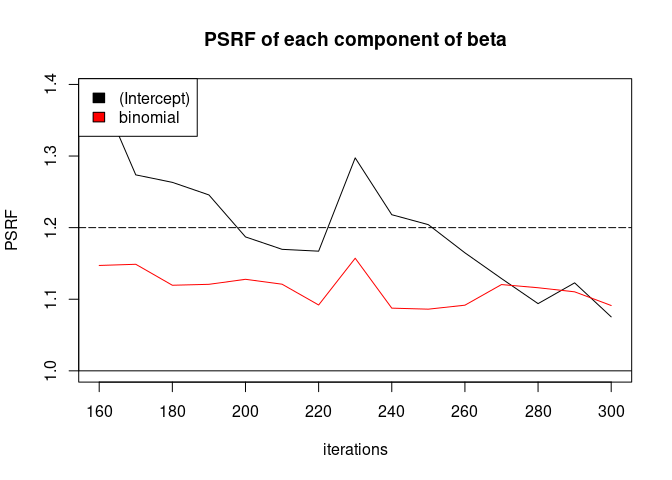 PSRF of each component of beta
(Intercept)
binomial
PSRF
1.4
1.3
1.2
1.1
1.0
160 180 200 220 240 260 280 300
iterations